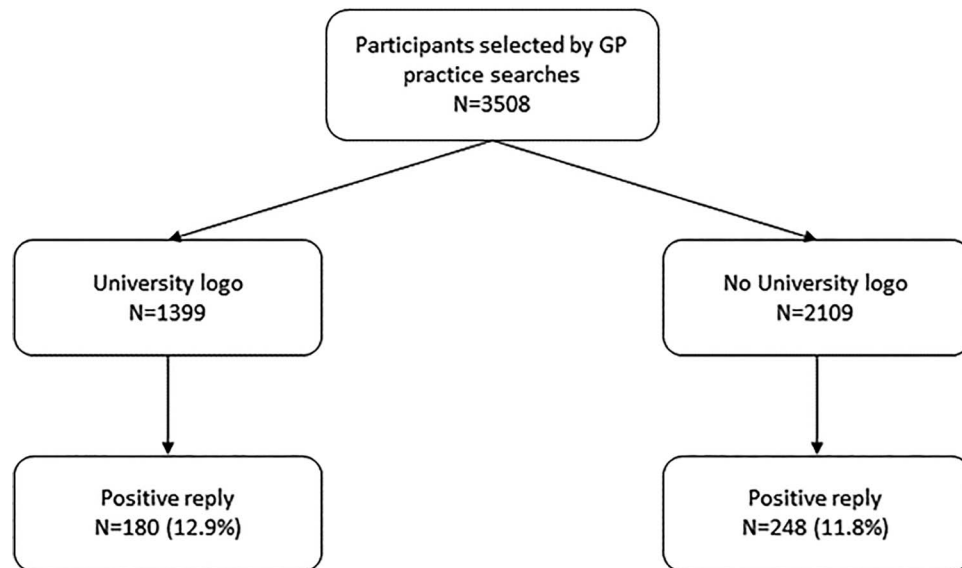 Participants selected by GP
practice searches
N=3508
University logo
N=1399
No University logo
N=2109
Positive reply
N=180 (12.9%)
Positive reply
N=248 (11.8%)